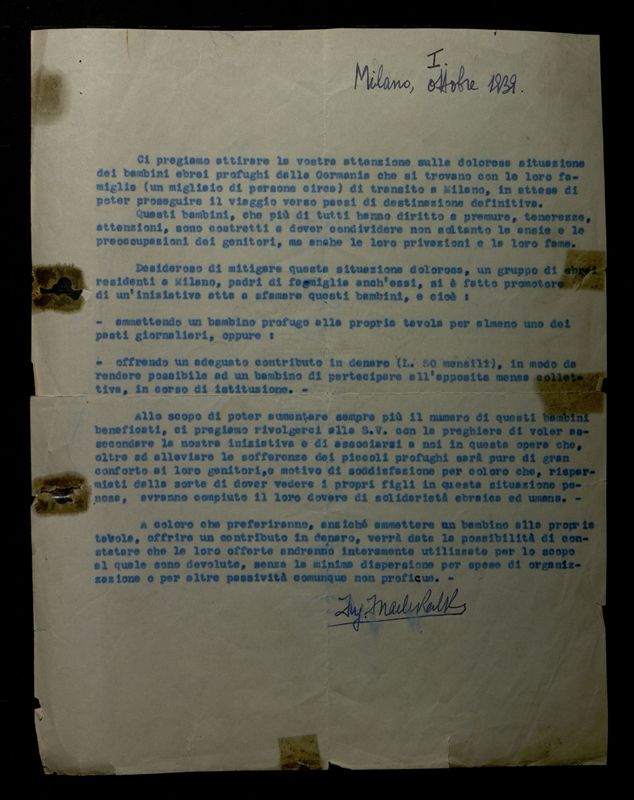 I.
Milano, ottobre 1939.
Ci pregiamo attirare la vostra attenzione sulla dolorosa situazione
dei bambini ebrei profughi dalla Germania che si trovano con le loro fa-
miglie (un migliaio di persone circa) di transito a Milano, in attesa di
poter proseguire il viaggio verso paesi di destinazione definitiva.
Questi bambini, che più di tutti hanno diritto a premure, tenerezze,
attenzioni, sono costretti a dover condividere non soltanto le ansie e le
preoccupazioni dei genitori, ma anche le loro privazioni e la loro fame.
Desideroso di mitigare questa situazione dolorosa, un gruppo di ebrei
residenti a Milano, padri di famiglia anch'essi, si è fatto promotore
di un'iniziativa atta a sfamare questi bambini, e cioè :
- ammettendo un bambino profugo alla propria tavola per almeno uno dei
pasti giornalieri, oppure :
- offrendo un adeguato contributo in denaro (L. 50 mensili), in modo da
rendere possibile ad un bambino di partecipare all'apposita mensa collet-
tiva, in corso di istituzione. -
Allo scopo di poter aumentare sempre più il numero di questi bambini
beneficati, ci pregiamo rivolgerci alla S.V. con la preghiera di voler as-
secondare la nostra iniziativa e di associarsi a noi in questa opera che,
oltre ad alleviare le sofferenze dei piccoli profughi sarà pure di gran
conforto ai loro genitori,e motivo di soddisfazione per coloro che, rispar-
miati dalla sorte di dover vedere i propri figli in questa situazione pe-
nosa, avranno compiuto il loro dovere di solidarietà ebraica ed umana. -
A coloro che preferiranno, anziché ammettere un bambino alla propria
tavola, offrire un contributo in denaro, verrà data la possibilità di con-
statare che le loro offerte andranno interamente utilizzate per lo scopo
al quale sono devolute, senza la minima dispersione per spese di organiz-
zazione o per altre passività comunque non proficue. -